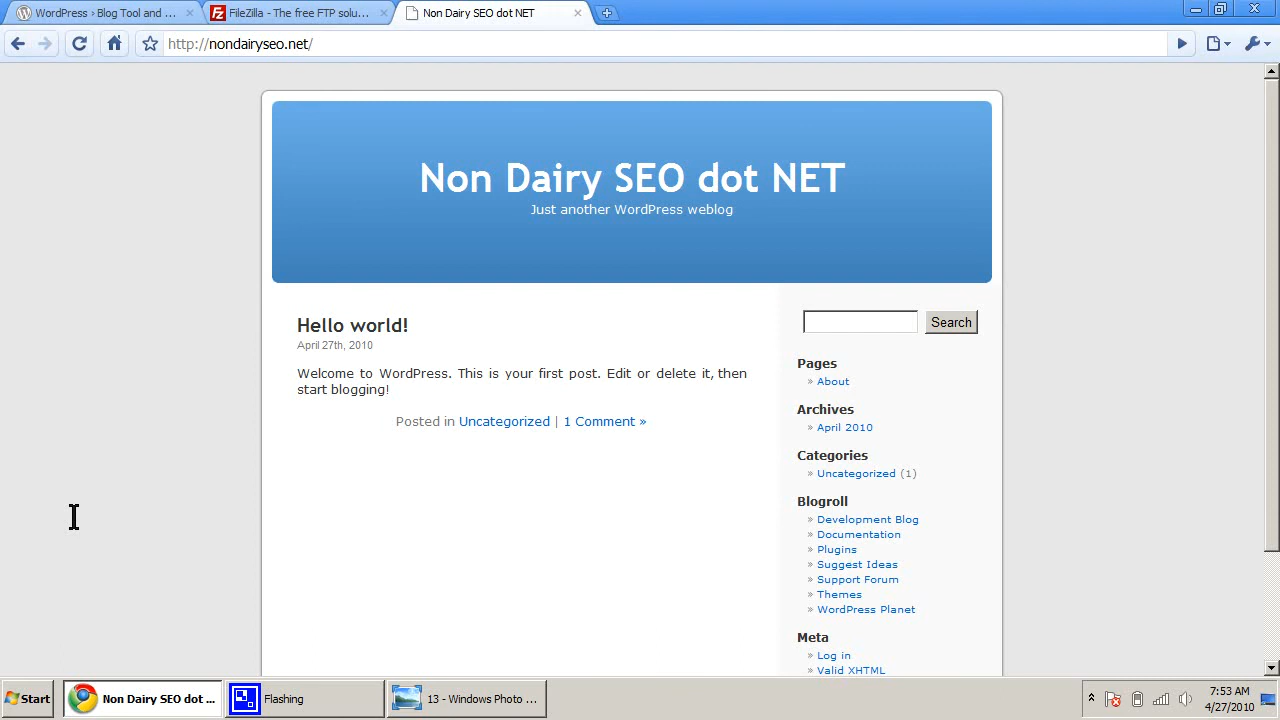 WordPress › Blog Tool and ...
FileZilla - The free FTP solu...
Non Dairy SEO dot NET
http://nondairyseo.net/
Non Dairy SEO dot NET
Just another WordPress weblog
Hello world!
April 27th, 2010
Welcome to WordPress. This is your first post. Edit or delete it, then
start blogging!
Posted in Uncategorized | 1 Comment »
Search
Pages
» About
Archives
» April 2010
Categories
» Uncategorized (1)
Blogroll
» Development Blog
» Documentation
» Plugins
» Suggest Ideas
» Support Forum
» Themes
» WordPress Planet
Meta
» Log in
» Valid XHTML
Start
Non Dairy SEO dot ...
Flashing
13 - Windows Photo ...
7:53 AM
4/27/2010